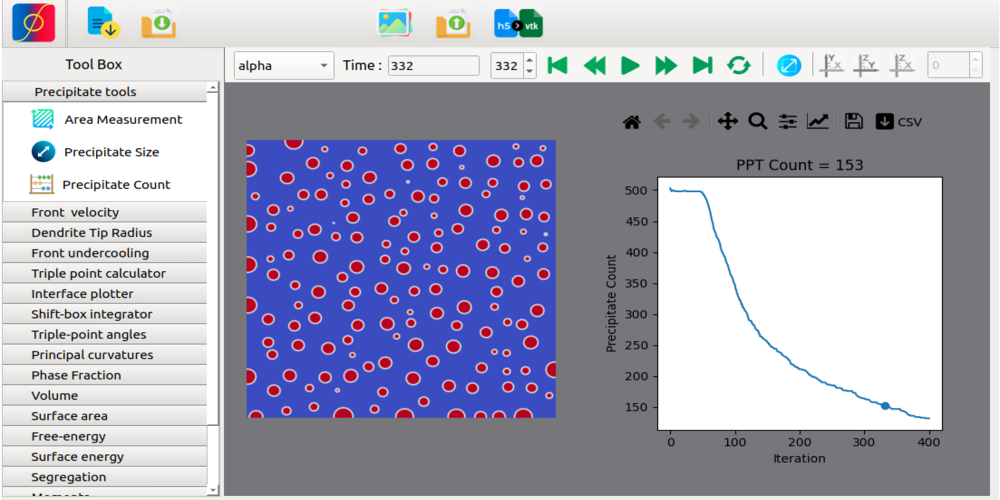 h5 vtk
Tool Box
alpha Time : 332 332 Y Z.X Z Z.Y Z Z.X 0
Precipitate tools
Area Measurement
Precipitate Size
Precipitate Count
Front velocity
Dendrite Tip Radius
Front undercooling
Triple point calculator
Interface plotter
Shift-box integrator
Triple-point angles
Principal curvatures
Phase Fraction
Volume
Surface area
Free-energy
Surface energy
Segregation
CSV
PPT Count = 153
Precipitate Count
500
450
400
350
300
250
200
150
0 100 200 300 400
Iteration